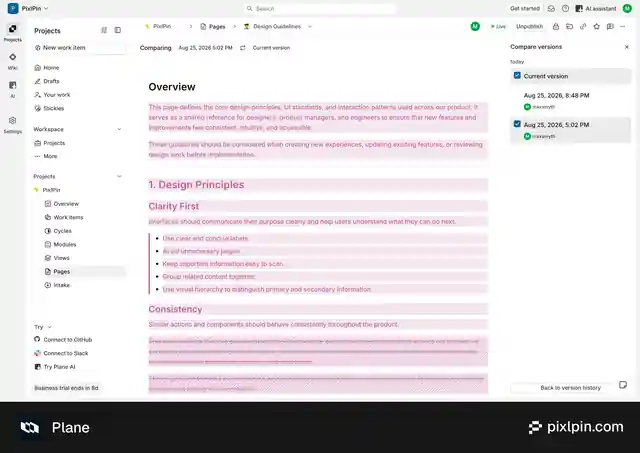 PixlPin
Search
Get started
AI assistant
M
Projects
Wiki
AI
Settings
Projects
New work item
Home
Drafts
Your work
Stickies
Workspace
Projects
More
Projects
PixlPin
Overview
Work items
Cycles
Modules
Views
Pages
Intake
Try
Connect to GitHub
Connect to Slack
Try Plane AI
Business trial ends in 8d
PixlPin
Pages
Design Guidelines
M
Live
Unpublish
Comparing Aug 25, 2026 5:02 PM Current version
Overview
This page defines the core design principles, UI standards, and interaction patterns used across our product. It
serves as a shared reference for designers, product managers, and engineers to ensure that new features and
improvements feel consistent, intuitive, and accessible.
These guidelines should be considered when creating new experiences, updating existing features, or reviewing
design work before implementation.
1. Design Principles
Clarity First
Interfaces should communicate their purpose clearly and help users understand what they can do next.
Use clear and concise labels.
Avoid unnecessary jargon.
Keep important information easy to scan.
Group related content together.
Use visual hierarchy to distinguish primary and secondary information.
Consistency
Similar actions and components should behave consistently throughout the product.
Compare versions
Today
Current version
Aug 25, 2026, 8:48 PM
M
Aug 25, 2026, 5:02 PM
M
Back to version history
Plane
pixlpin.com